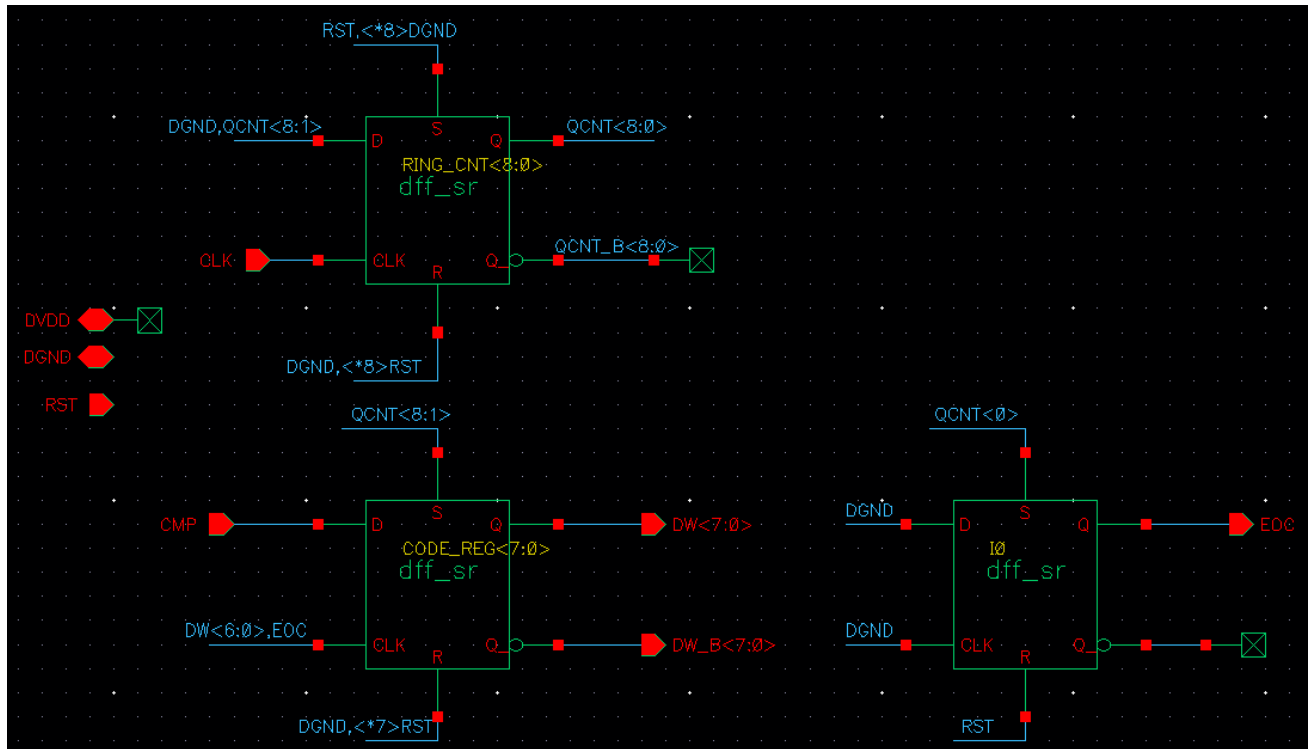 RST,<*8>DGND
S
DGND,QCNT<8:1>
D
Q
QCNT<8:0>
RING_CNT<8:0>
dff_sr
CLK
CLK
Q_
QCNT_B<8:0>
R
DVDD
DGND
DGND,<*8>RST
RST
QCNT<8:1>
S
CMP
D
Q
DW<7:0>
CODE_REG<7:0>
dff_sr
DW<6:0>,EOC
CLK
Q_
DW_B<7:0>
R
DGND,<*7>RST
QCNT<0>
S
DGND
D
Q
EOC
I0
dff_sr
DGND
CLK
Q_
R
RST